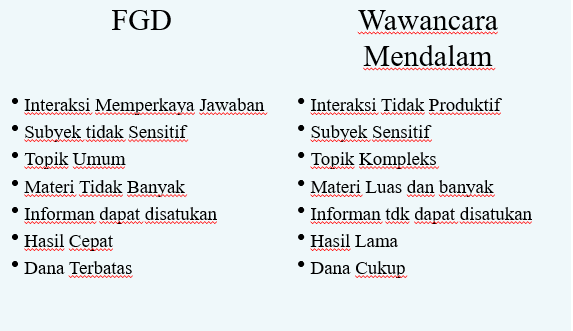 FGD
Interaksi Memperkaya Jawaban
Subyek tidak Sensitif
Topik Umum
Materi Tidak Banyak
Informan dapat disatukan
Hasil Cepat
Dana Terbatas
Wawancara
Mendalam
Interaksi Tidak Produktif
Subyek Sensitif
Topik Kompleks
Materi Luas dan banyak
Informan tdk dapat disatukan
Hasil Lama
Dana Cukup